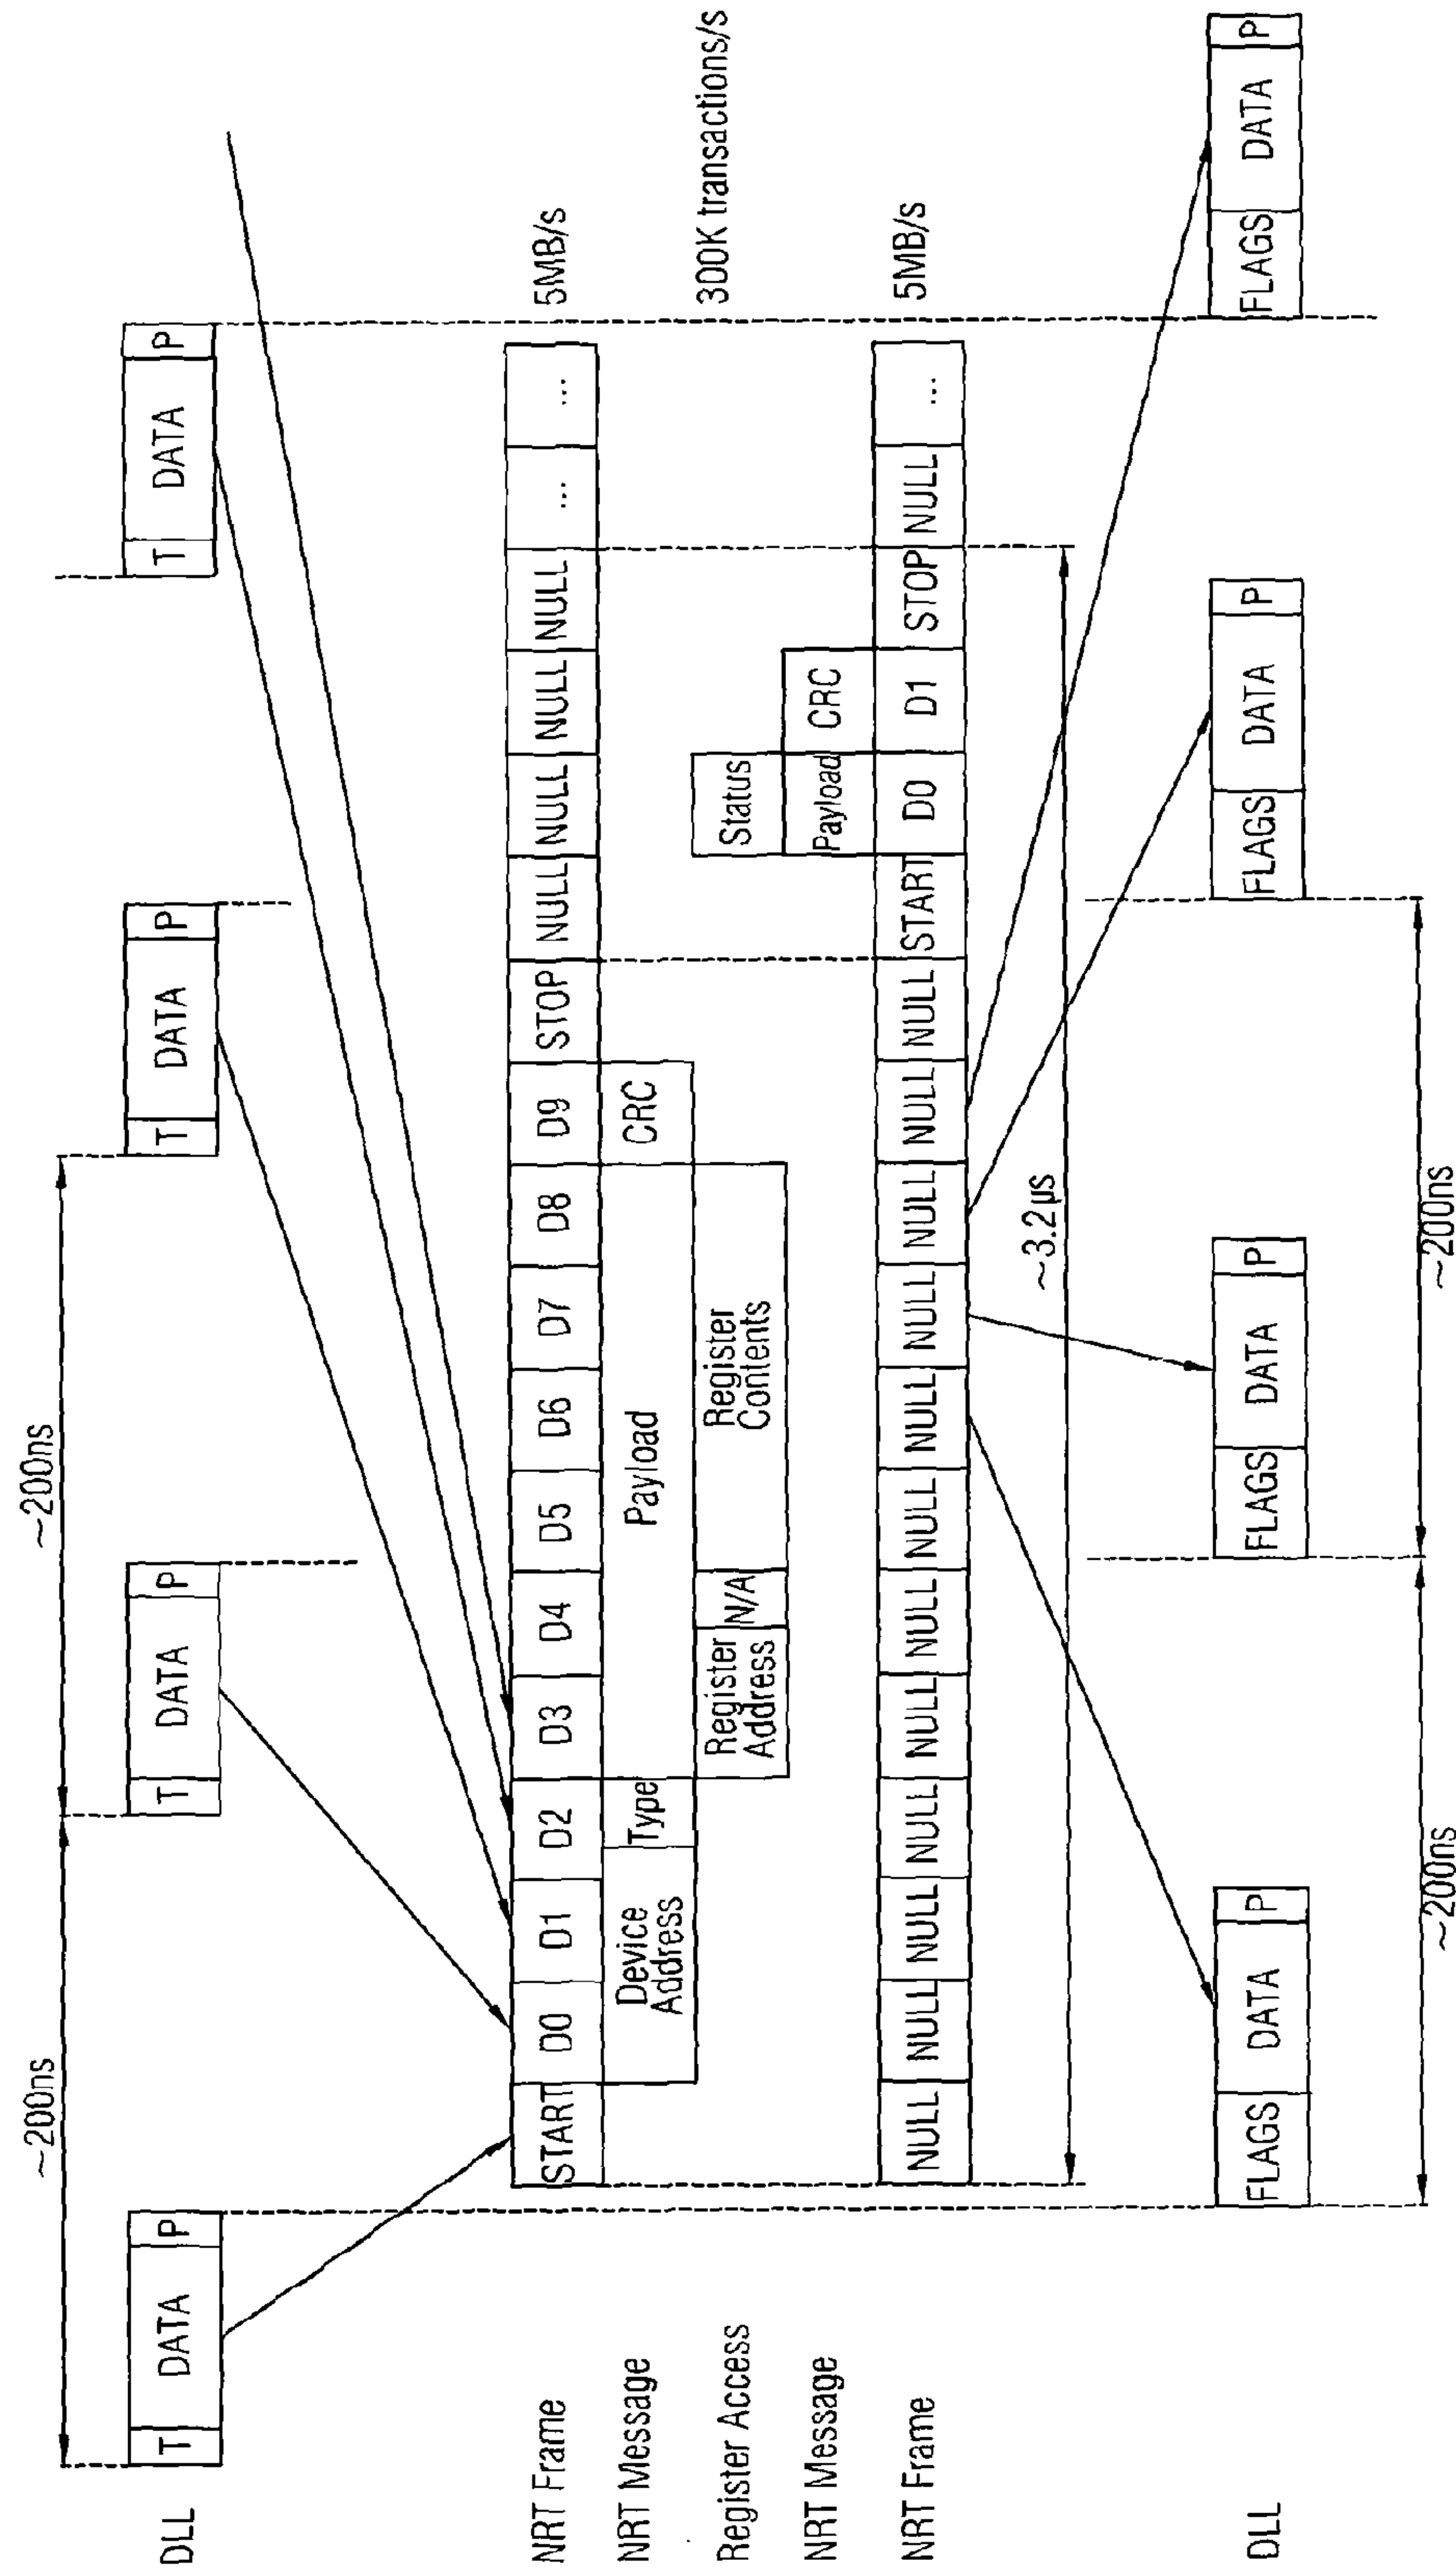 ~200ns ~200ns
DLL T DATA P T DATA P T DATA P T DATA P
NRT Frame START D0 D1 D2 D3 D4 D5 D6 D7 D8 D9 STOP NULL NULL NULL NULL ... ... 5MB/s
NRT Message Device Address Type Payload CRC
Register Access Register Address N/A Register Contents Status 300K transactions/s
NRT Message Payload CRC
NRT Frame NULL NULL NULL NULL NULL NULL NULL NULL NULL NULL NULL NULL START D0 D1 STOP NULL ... 5MB/s
~3.2µs
DLL FLAGS DATA P FLAGS DATA P FLAGS DATA P FLAGS DATA P
~200ns ~200ns